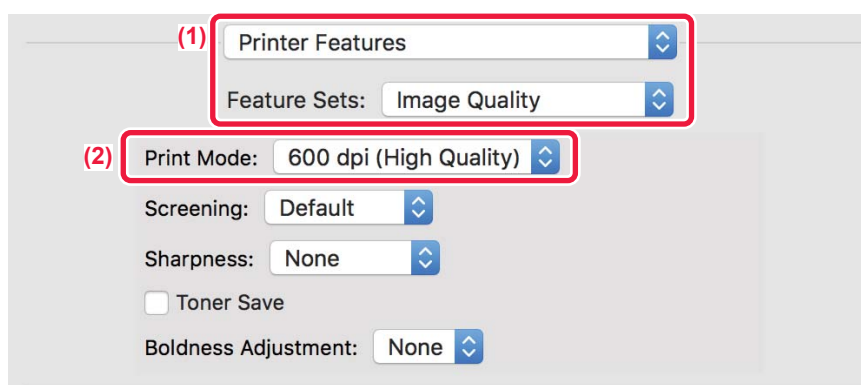 (1) Printer Features
Feature Sets: Image Quality
(2) Print Mode: 600 dpi (High Quality)
Screening: Default
Sharpness: None
Toner Save
Boldness Adjustment: None